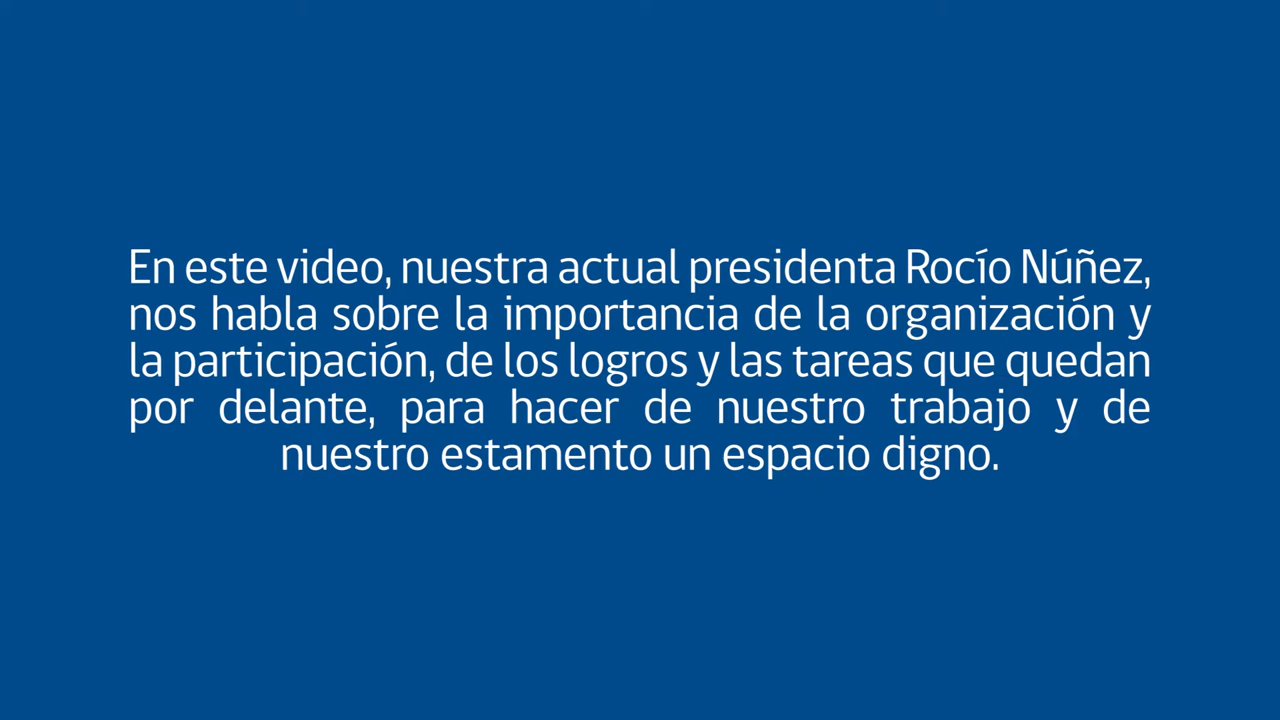 En este video, nuestra actual presidenta Rocío Núñez,
nos habla sobre la importancia de la organización y
la participación, de los logros y las tareas que quedan
por delante, para hacer de nuestro trabajo y de
nuestro estamento un espacio digno.